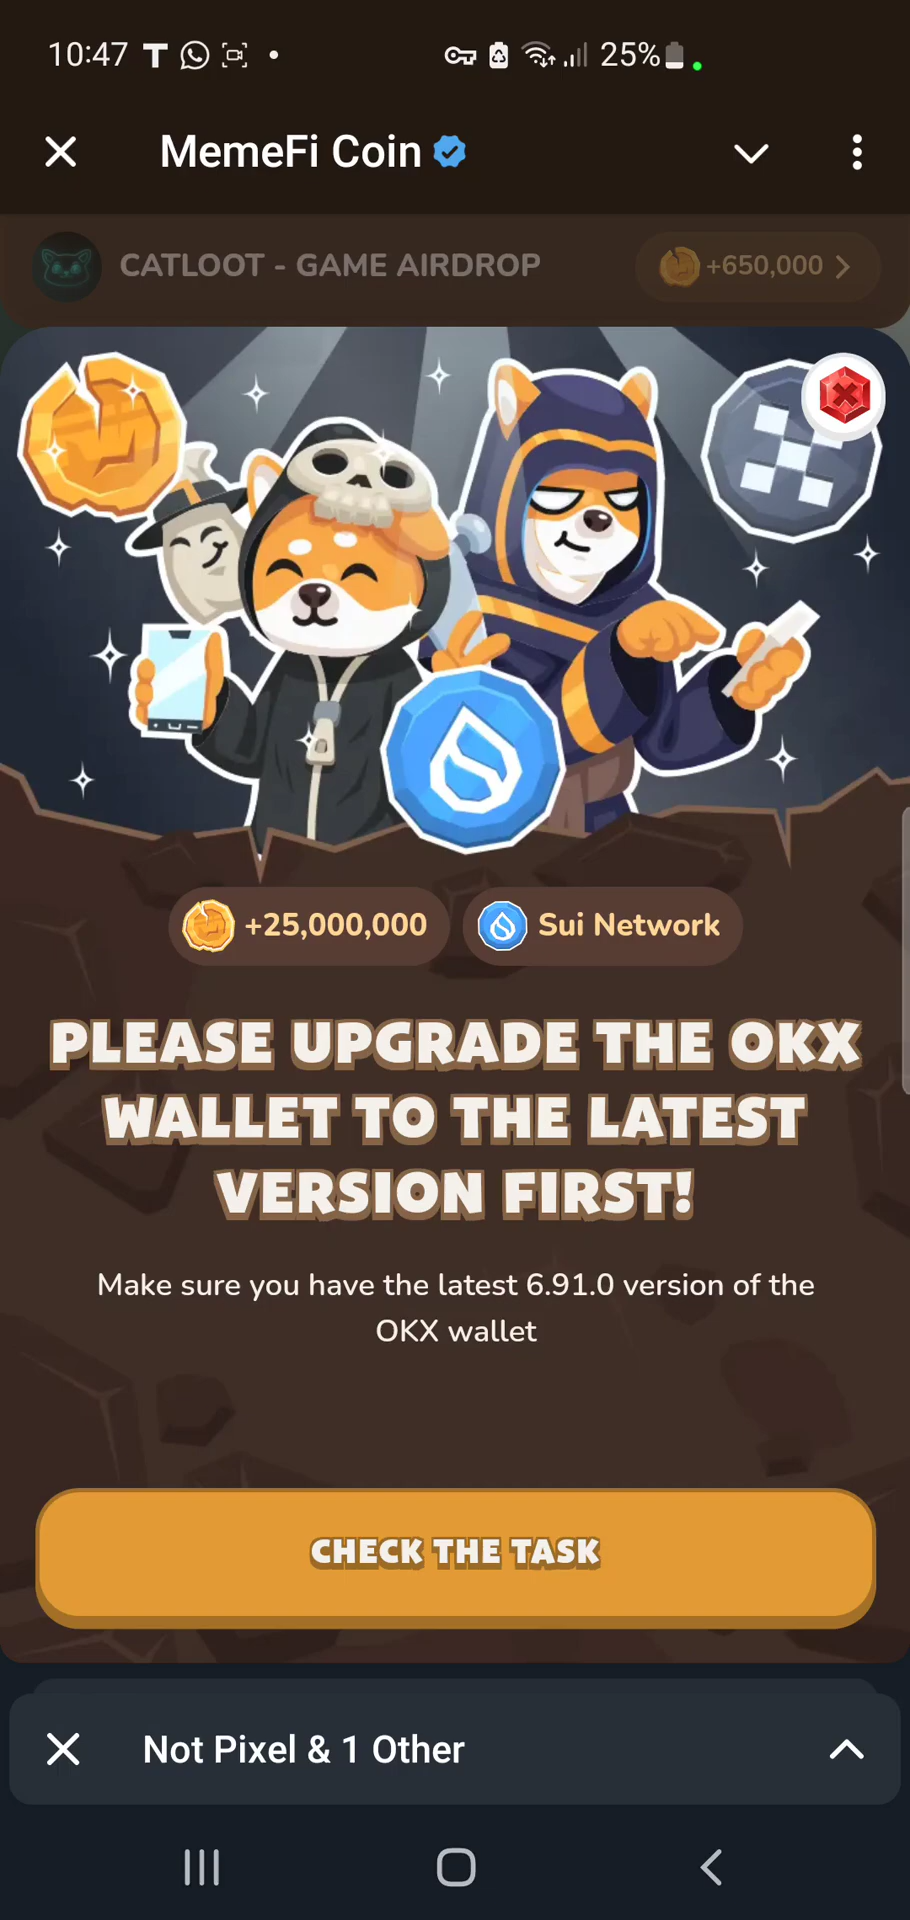 10:47 T 25%
MemeFi Coin
CATLOOT - GAME AIRDROP +650,000
+25,000,000 Sui Network
PLEASE UPGRADE THE OKX
WALLET TO THE LATEST
VERSION FIRST!
Make sure you have the latest 6.91.0 version of the
OKX wallet
CHECK THE TASK
Not Pixel & 1 Other